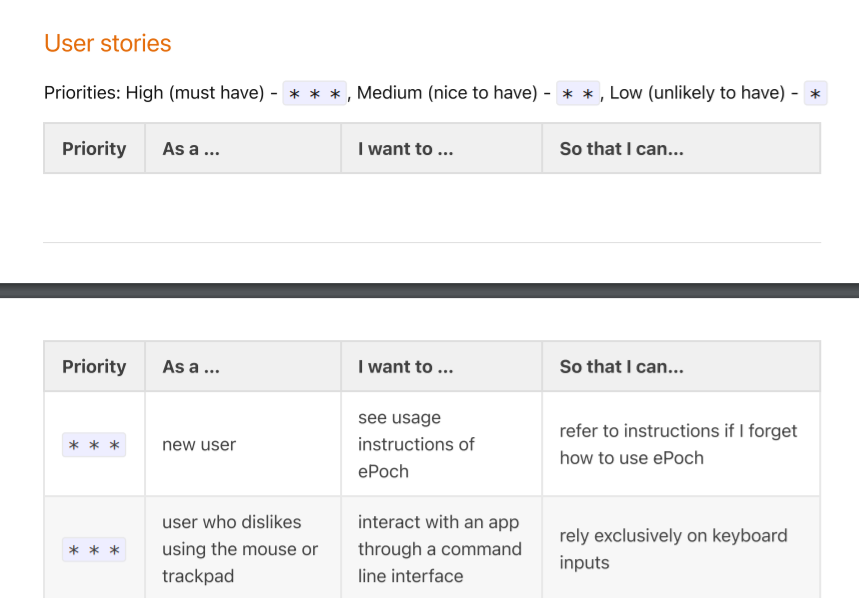 User stories
Priorities: High (must have) - * * *, Medium (nice to have) - * *, Low (unlikely to have) - *
Priority As a ... I want to ... So that I can...
Priority As a ... I want to ... So that I can...
* * *
new user
see usage
instructions of
ePoch
refer to instructions if I forget
how to use ePoch
* * *
user who dislikes
using the mouse or
trackpad
interact with an app
through a command
line interface
rely exclusively on keyboard
inputs